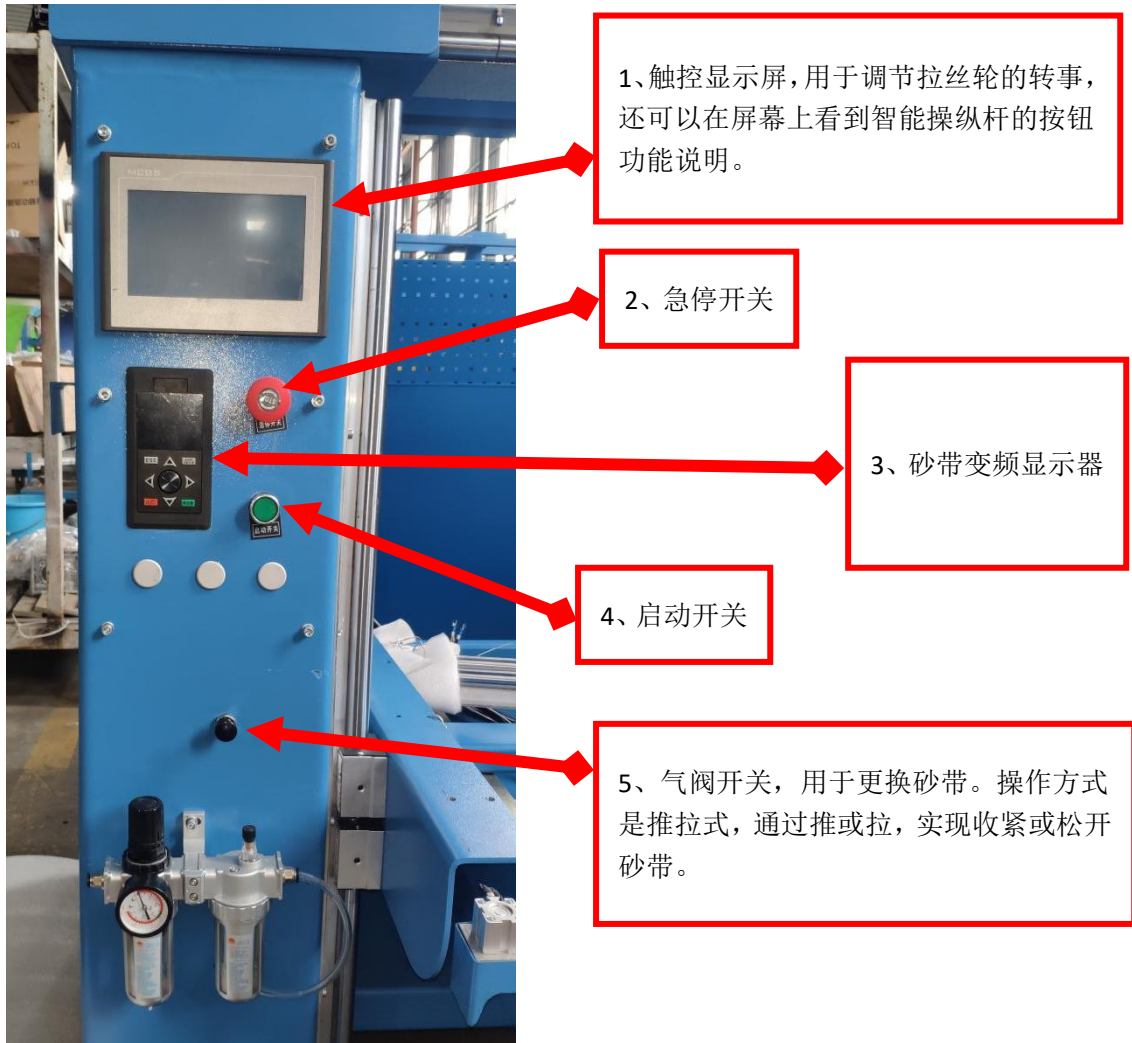 1、触控显示屏，用于调节拉丝轮的转事，
还可以在屏幕上看到智能操纵杆的按钮
功能说明。
MCGS
2、急停开关
急停开关
3、砂带变频显示器
启动开关
4、启动开关
5、气阀开关，用于更换砂带。操作方式
是推拉式，通过推或拉，实现收紧或松开
砂带。